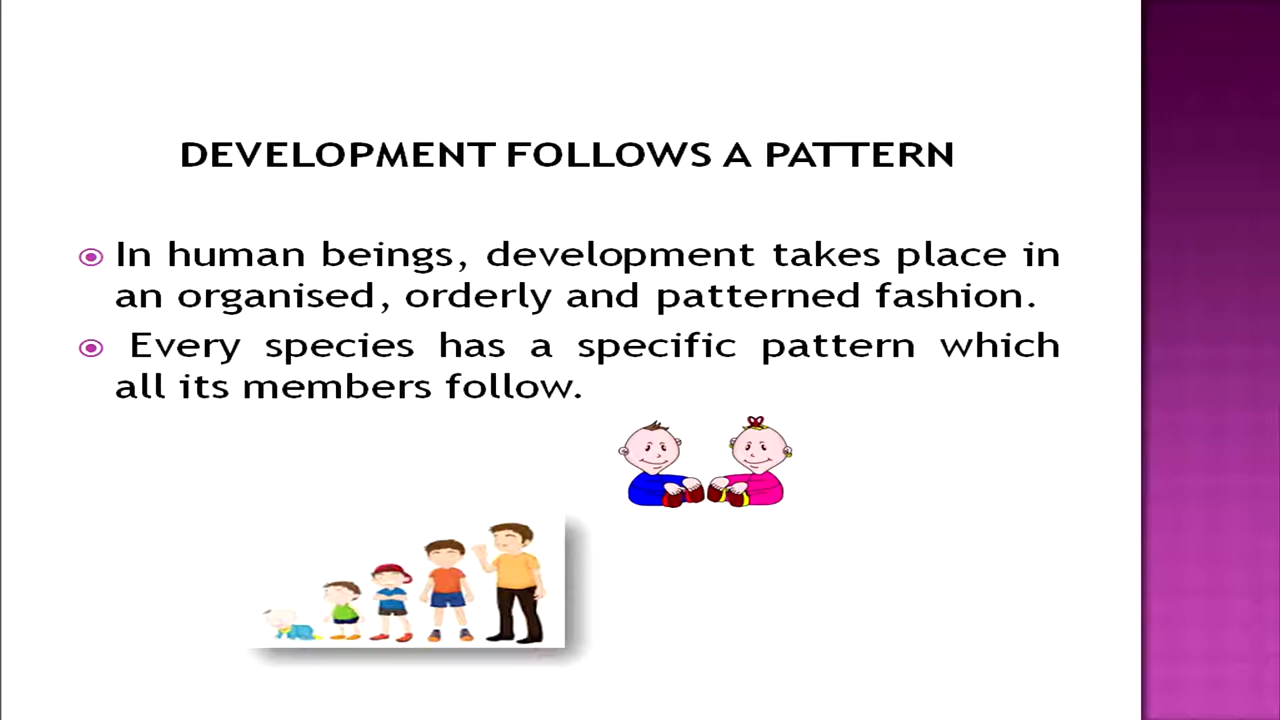 DEVELOPMENT FOLLOWS A PATTERN
In human beings, development takes place in
an organised, orderly and patterned fashion.
Every species has a specific pattern which
all its members follow.